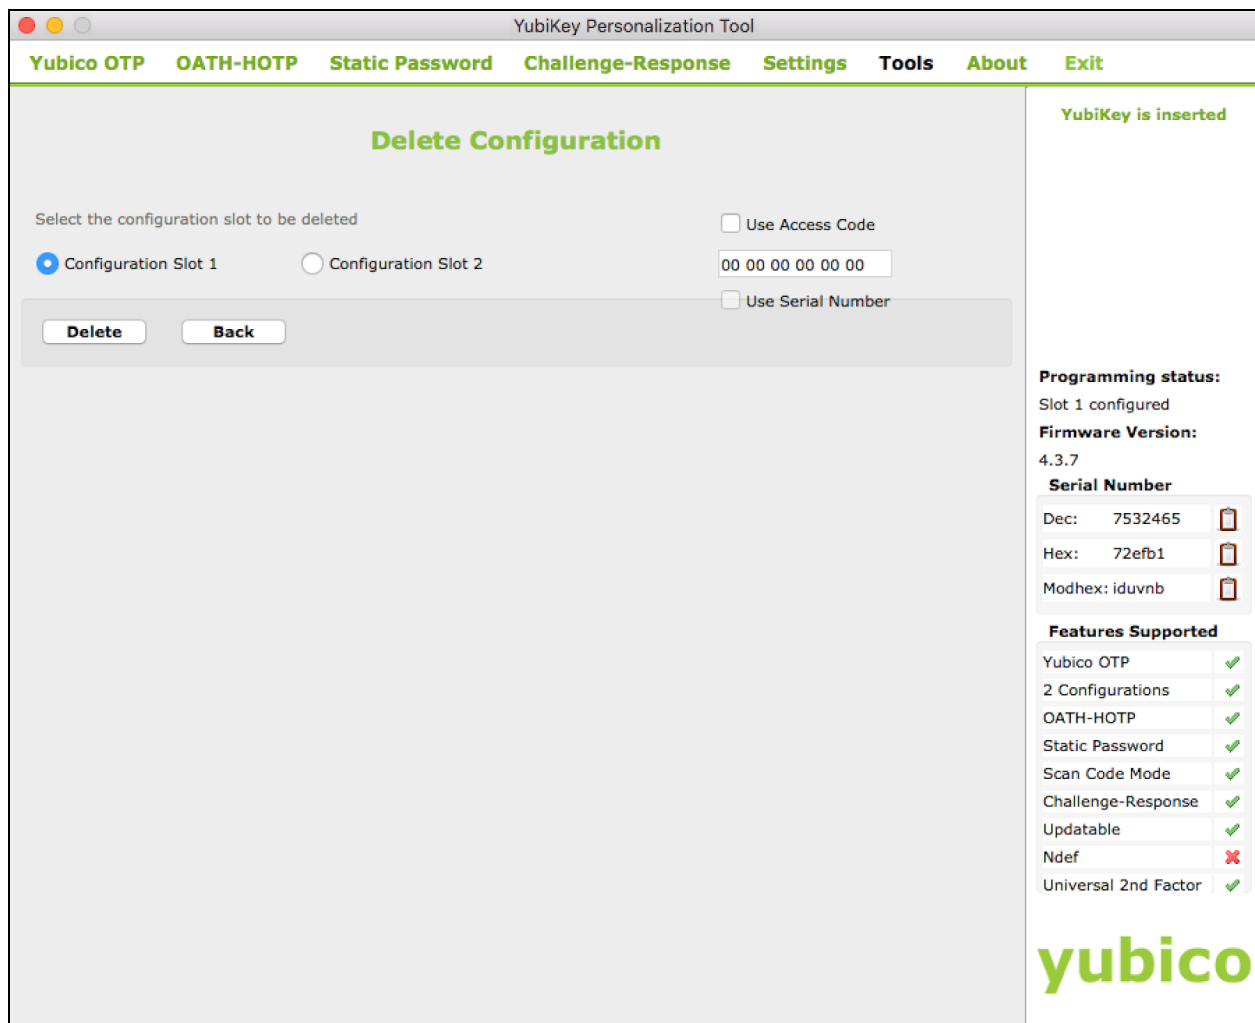 YubiKey Personalization Tool
Yubico OTP OATH-HOTP Static Password Challenge-Response Settings Tools About Exit
Delete Configuration
Select the configuration slot to be deleted
Use Access Code
Configuration Slot 1 Configuration Slot 2
00 00 00 00 00 00
Use Serial Number
Delete Back
YubiKey is inserted
Programming status:
Slot 1 configured
Firmware Version:
4.3.7
Serial Number
Dec: 7532465
Hex: 72efb1
Modhex: iduvnb
Features Supported
Yubico OTP
2 Configurations
OATH-HOTP
Static Password
Scan Code Mode
Challenge-Response
Updatable
Ndef
Universal 2nd Factor
yubico